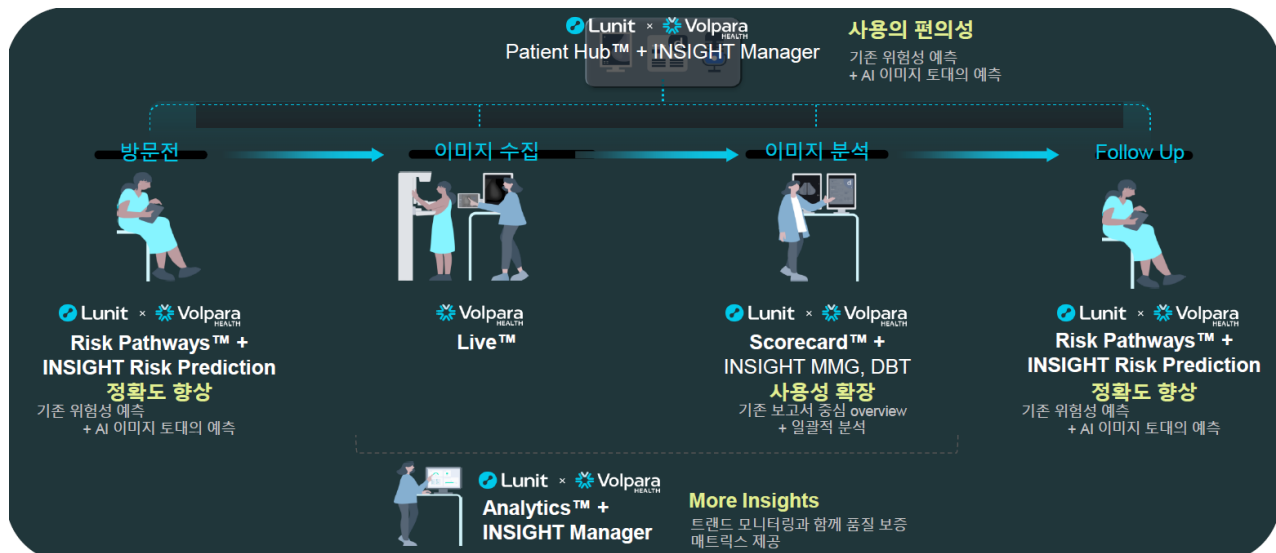 Lunit × Volpara HEALTH
Patient Hub™ + INSIGHT Manager
사용의 편의성
기존 위험성 예측
+ AI 이미지 토대의 예측
방문전
이미지 수집
이미지 분석
Follow Up
Lunit × Volpara HEALTH
Risk Pathways™ +
INSIGHT Risk Prediction
정확도 향상
기존 위험성 예측
+ AI 이미지 토대의 예측
Volpara HEALTH
Live™
Lunit × Volpara HEALTH
Scorecard™ +
INSIGHT MMG, DBT
사용성 확장
기존 보고서 중심 overview
+ 일괄적 분석
Lunit × Volpara HEALTH
Risk Pathways™ +
INSIGHT Risk Prediction
정확도 향상
기존 위험성 예측
+ AI 이미지 토대의 예측
Lunit × Volpara HEALTH
Analytics™ +
INSIGHT Manager
More Insights
트랜드 모니터링과 함께 품질 보증
매트릭스 제공